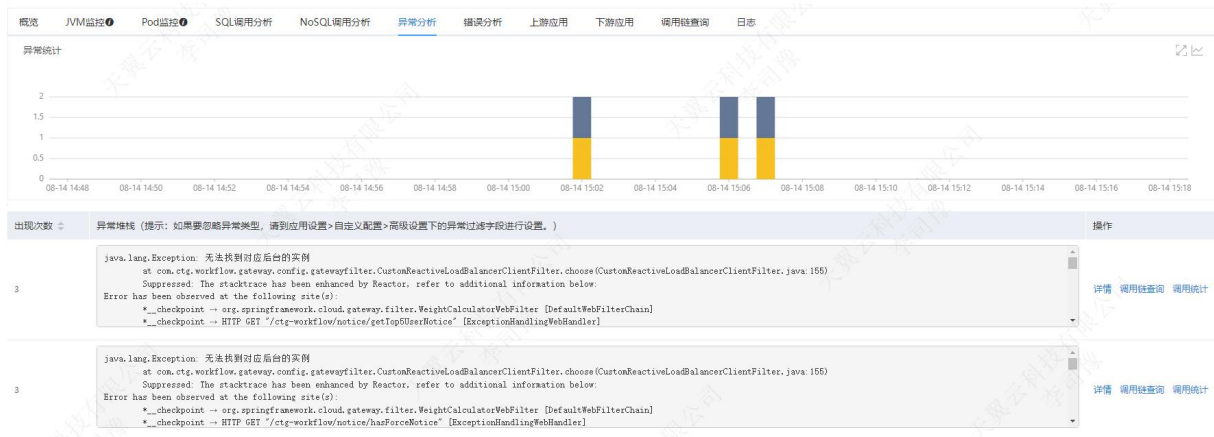 概览 JVM监控 Pod监控 SQL调用分析 NoSQL调用分析 异常分析 错误分析 上游应用 下游应用 调用链查询 日志
异常统计
2
1.5
1
0.5
0
08-14 14:48 08-14 14:50 08-14 14:52 08-14 14:54 08-14 14:56 08-14 14:58 08-14 15:00 08-14 15:02 08-14 15:04 08-14 15:06 08-14 15:08 08-14 15:10 08-14 15:12 08-14 15:14 08-14 15:16 08-14 15:18
出现次数 异常堆栈（提示：如果要忽略异常类型，请到应用设置>自定义配置>高级设置下的异常过滤字段进行设置。） 操作
java.lang.Exception: 无法找到对应后台的实例
at com.ctg.workflow.gateway.config.gatewayfilter.CustomReactiveLoadBalancerClientFilter.choose(CustomReactiveLoadBalancerClientFilter.java:155)
Suppressed: The stacktrace has been enhanced by Reactor, refer to additional information below:
3 详情 调用链查询 调用统计
Error has been observed at the following site(s):
*__checkpoint → org.springframework.cloud.gateway.filter.WeightCalculatorWebFilter [DefaultWebFilterChain]
*__checkpoint → HTTP GET "/ctg-workflow/notice/getTop5UserNotice" [ExceptionHandlingWebHandler]
java.lang.Exception: 无法找到对应后台的实例
at com.ctg.workflow.gateway.config.gatewayfilter.CustomReactiveLoadBalancerClientFilter.choose(CustomReactiveLoadBalancerClientFilter.java:155)
Suppressed: The stacktrace has been enhanced by Reactor, refer to additional information below:
3 详情 调用链查询 调用统计
Error has been observed at the following site(s):
*__checkpoint → org.springframework.cloud.gateway.filter.WeightCalculatorWebFilter [DefaultWebFilterChain]
*__checkpoint → HTTP GET "/ctg-workflow/notice/hasForceNotice" [ExceptionHandlingWebHandler]
天翼云科技有限公司